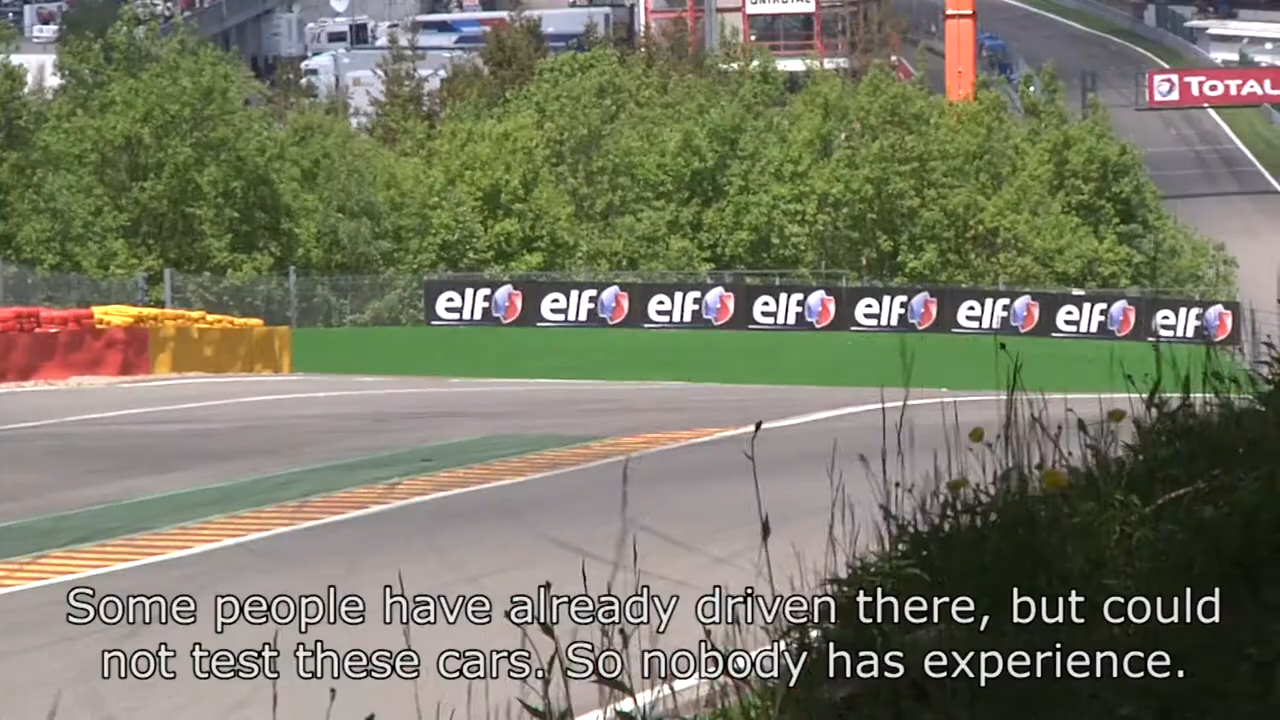 UNIROYAL
TOTAL
elf elf elf elf elf elf elf elf
Some people have already driven there, but could
not test these cars. So nobody has experience.